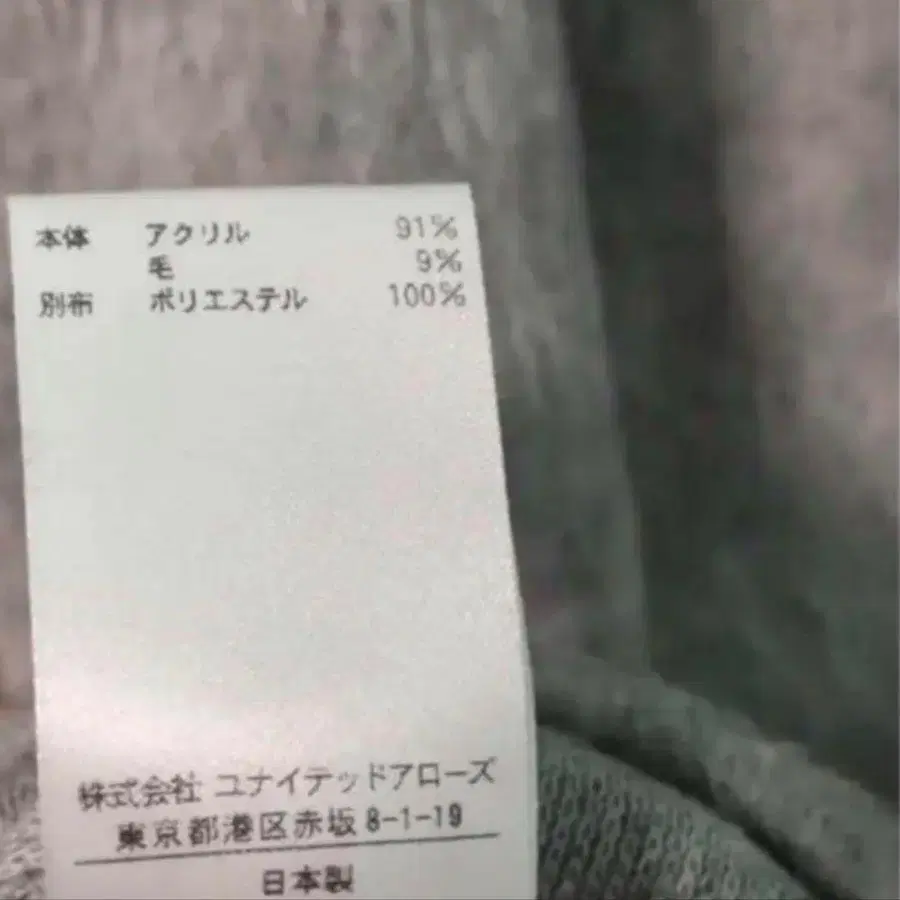 本体 アクリル 91%
毛 9%
別布 ポリエステル 100%
株式会社 ユナイテッドアローズ
東京都港区赤坂8-1-19
日本製